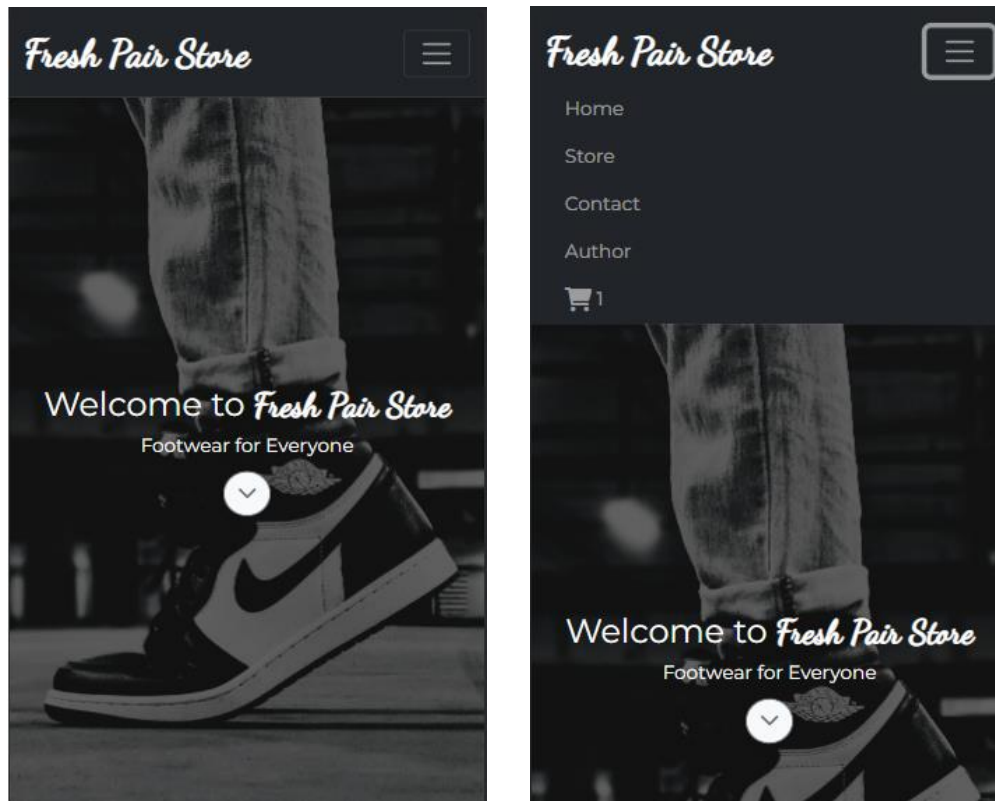 Fresh Pair Store
Welcome to Fresh Pair Store
Footwear for Everyone
Fresh Pair Store
Home
Store
Contact
Author
1
Welcome to Fresh Pair Store
Footwear for Everyone